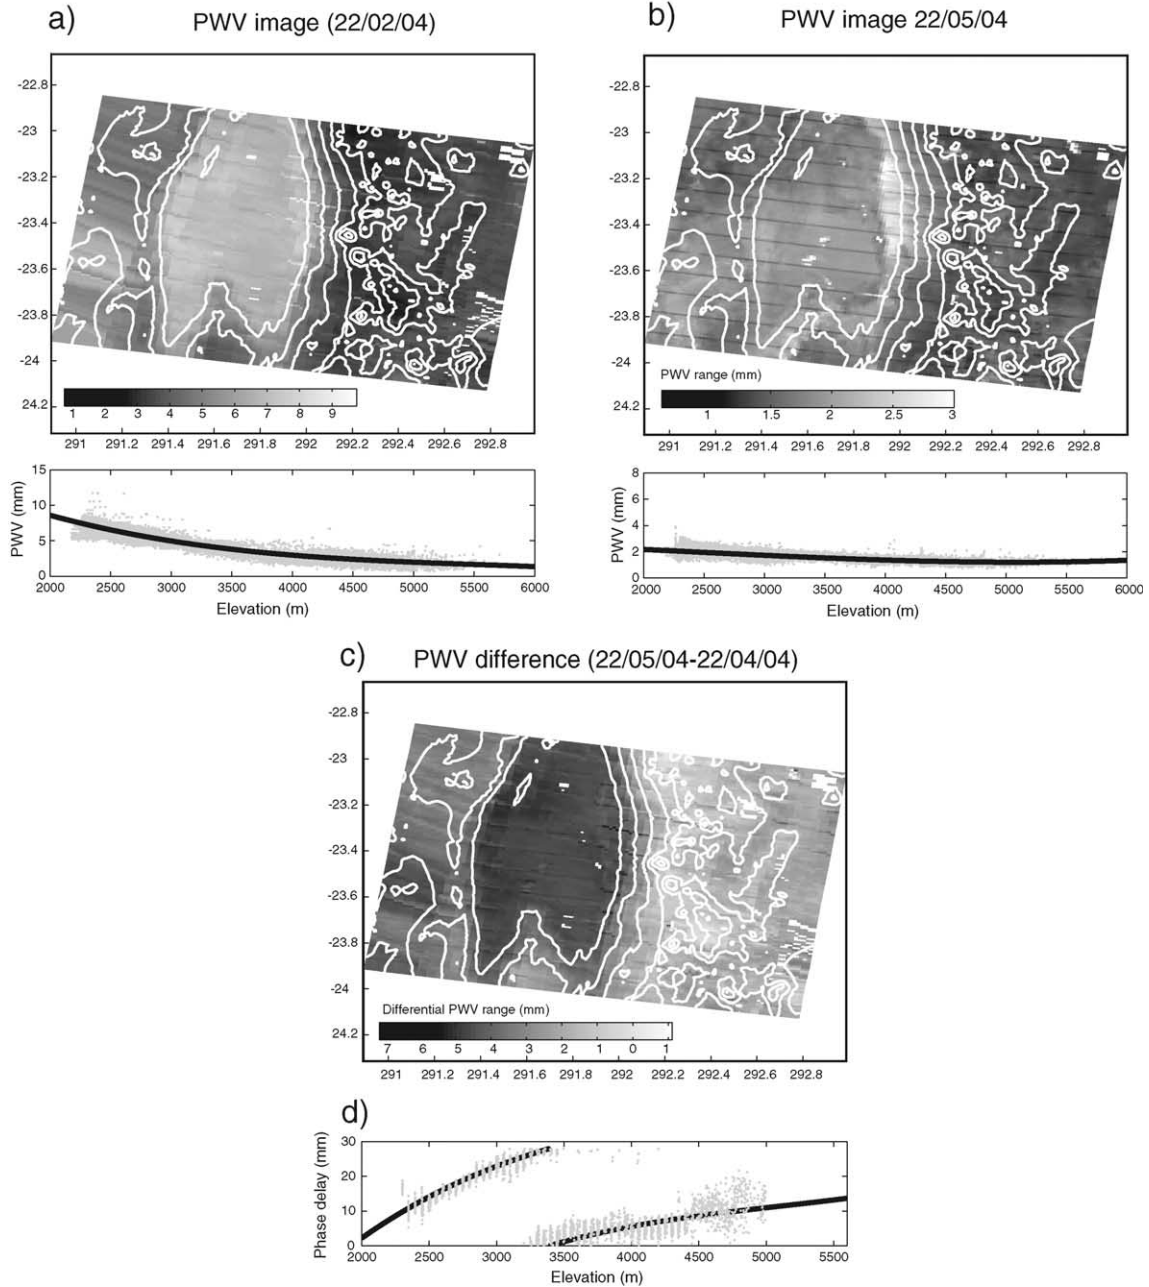 a)
PWV image (22/02/04)
-22.8
-23
-23.2
-23.4
-23.6
-23.8
-24
24.2
1 2 3 4 5 6 7 8 9
291 291.2 291.4 291.6 291.8 292 292.2 292.4 292.6 292.8
15
10
5
0
PWV (mm)
2000 2500 3000 3500 4000 4500 5000 5500 6000
Elevation (m)
b)
PWV image 22/05/04
-22.8
-23
-23.2
-23.4
-23.6
-23.8
-24
24.2
PWV range (mm)
1 1.5 2 2.5 3
291 291.2 291.4 291.6 291.8 292 292.2 292.4 292.6 292.8
8
6
4
2
0
PWV (mm)
2000 2500 3000 3500 4000 4500 5000 5500 6000
Elevation (m)
c)
PWV difference (22/05/04-22/04/04)
-22.8
-23
-23.2
-23.4
-23.6
-23.8
-24
24.2
Differential PWV range (mm)
7 6 5 4 3 2 1 0 1
291 291.2 291.4 291.6 291.8 292 292.2 292.4 292.6 292.8
d)
30
20
10
0
Phase delay (mm)
2000 2500 3000 3500 4000 4500 5000 5500
Elevation (m)